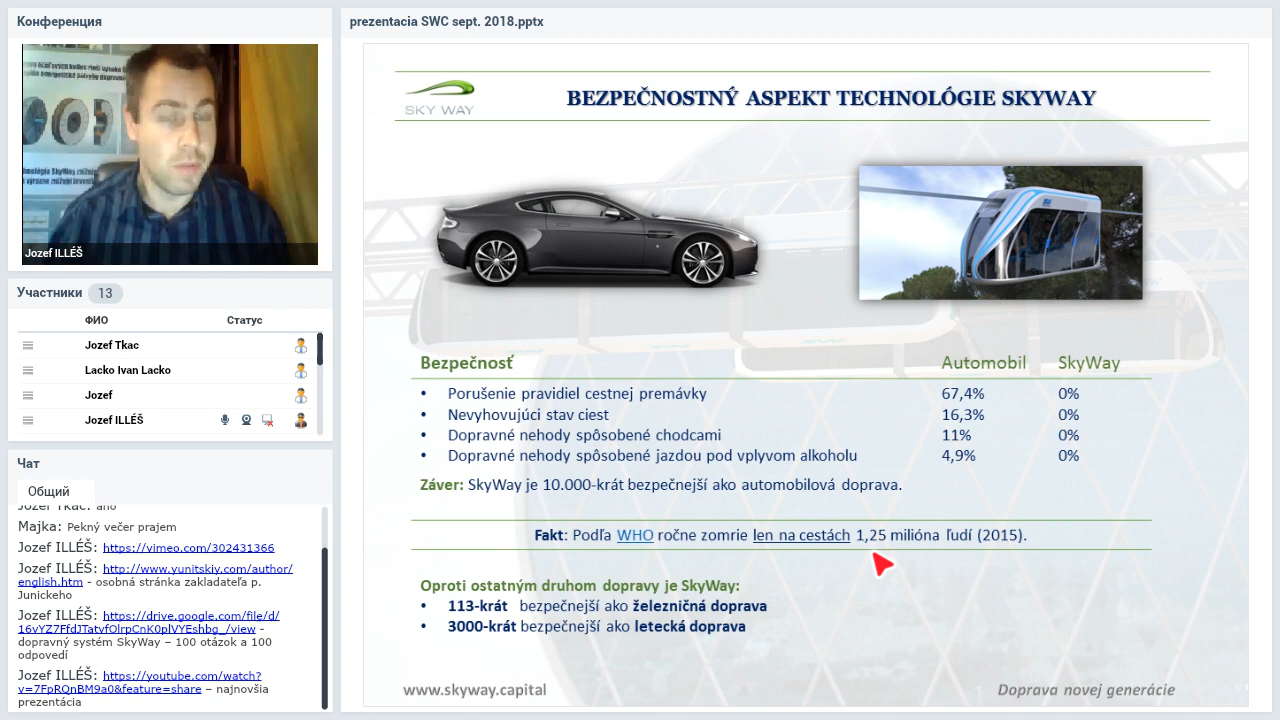 Конференция
Jozef ILLÉŠ
Участники 13
ФИО Статус
Jozef Tkac
Lacko Ivan Lacko
Jozef
Jozef ILLÉŠ
Чат
Общий
Jozef Tkac: ano
Majka: Pekný večer prajem
Jozef ILLÉŠ: https://vimeo.com/302431366
Jozef ILLÉŠ: http://www.yunitskiy.com/author/
english.htm - osobná stránka zakladateľa p.
Junickeho
Jozef ILLÉŠ: https://drive.google.com/file/d/
16vYZ7FfdJTatvfOlrpCnK0plVYEshbg_/view -
dopravný systém SkyWay – 100 otázok a 100
odpovedí
Jozef ILLÉŠ: https://youtube.com/watch?
v=7FpRQnBM9a0&feature=share – najnovšia
prezentácia
prezentacia SWC sept. 2018.pptx
SKY WAY
BEZPEČNOSTNÝ ASPEKT TECHNOLÓGIE SKYWAY
Bezpečnosť Automobil SkyWay
• Porušenie pravidiel cestnej premávky 67,4% 0%
• Nevyhovujúci stav ciest 16,3% 0%
• Dopravné nehody spôsobené chodcami 11% 0%
• Dopravné nehody spôsobené jazdou pod vplyvom alkoholu 4,9% 0%
Záver: SkyWay je 10.000-krát bezpečnejší ako automobilová doprava.
Fakt: Podľa WHO ročne zomrie len na cestách 1,25 milióna ľudí (2015).
Oproti ostatným druhom dopravy je SkyWay:
• 113-krát bezpečnejší ako železničná doprava
• 3000-krát bezpečnejší ako letecká doprava
www.skyway.capital
Doprava novej generácie